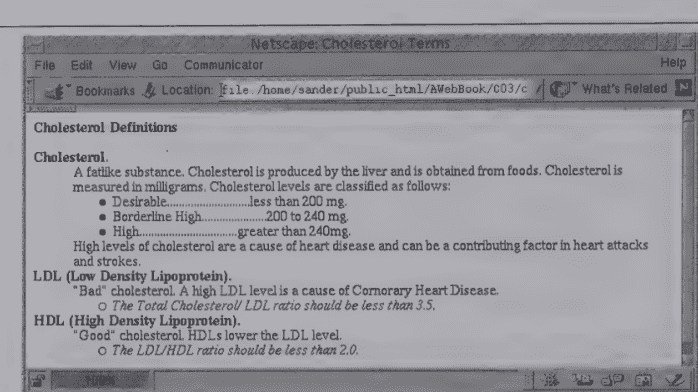 Netscape: Cholesterol Terms
File Edit View Go Communicator Help
Bookmarks Location: file:/home/sander/public_html/AWebBook/C03/c What's Related N
Cholesterol Definitions
Cholesterol.
A fatlike substance. Cholesterol is produced by the liver and is obtained from foods. Cholesterol is
measured in milligrams. Cholesterol levels are classified as follows:
• Desirable............................less than 200 mg.
• Borderline High......................200 to 240 mg.
• High.................................greater than 240mg.
High levels of cholesterol are a cause of heart disease and can be a contributing factor in heart attacks
and strokes.
LDL (Low Density Lipoprotein).
"Bad" cholesterol. A high LDL level is a cause of Cornorary Heart Disease.
○ The Total Cholesterol/ LDL ratio should be less than 3.5.
HDL (High Density Lipoprotein).
"Good" cholesterol. HDLs lower the LDL level.
○ The LDL/HDL ratio should be less than 2.0.
100%